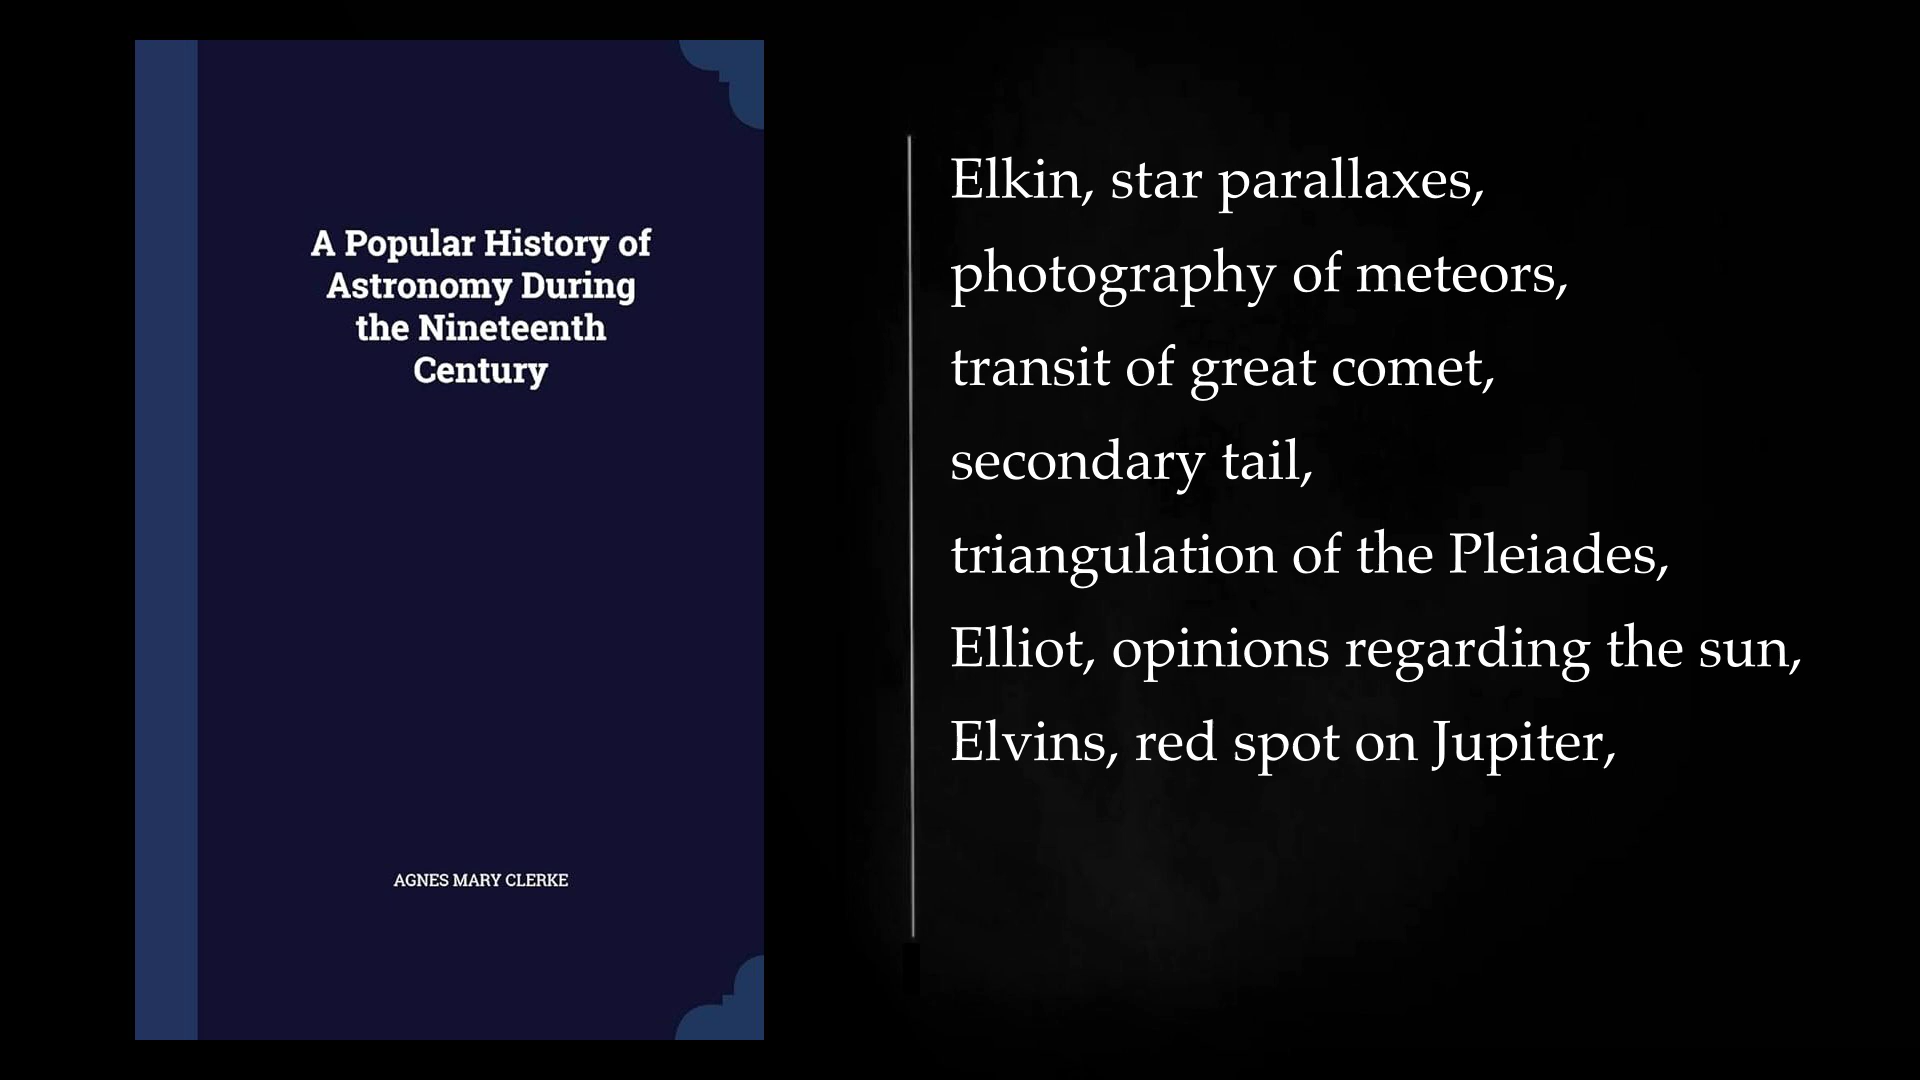 A Popular History of
Astronomy During
the Nineteenth
Century
AGNES MARY CLERKE
Elkin, star parallaxes,
photography of meteors,
transit of great comet,
secondary tail,
triangulation of the Pleiades,
Elliot, opinions regarding the sun,
Elvins, red spot on Jupiter,